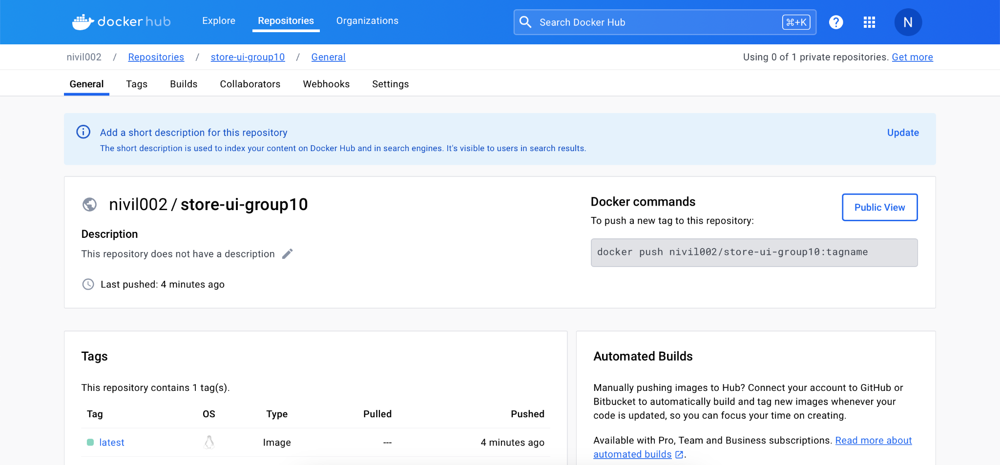 docker hub Explore Repositories Organizations Search Docker Hub ⌘+K ? N
nivil002 / Repositories / store-ui-group10 / General Using 0 of 1 private repositories. Get more
General Tags Builds Collaborators Webhooks Settings
Add a short description for this repository Update
The short description is used to index your content on Docker Hub and in search engines. It's visible to users in search results.
nivil002 / store-ui-group10
Description
This repository does not have a description
Last pushed: 4 minutes ago
Docker commands
Public View
To push a new tag to this repository:
docker push nivil002/store-ui-group10:tagname
Tags
This repository contains 1 tag(s).
Tag OS Type Pulled Pushed
latest Image --- 4 minutes ago
Automated Builds
Manually pushing images to Hub? Connect your account to GitHub or
Bitbucket to automatically build and tag new images whenever your
code is updated, so you can focus your time on creating.
Available with Pro, Team and Business subscriptions. Read more about
automated builds .